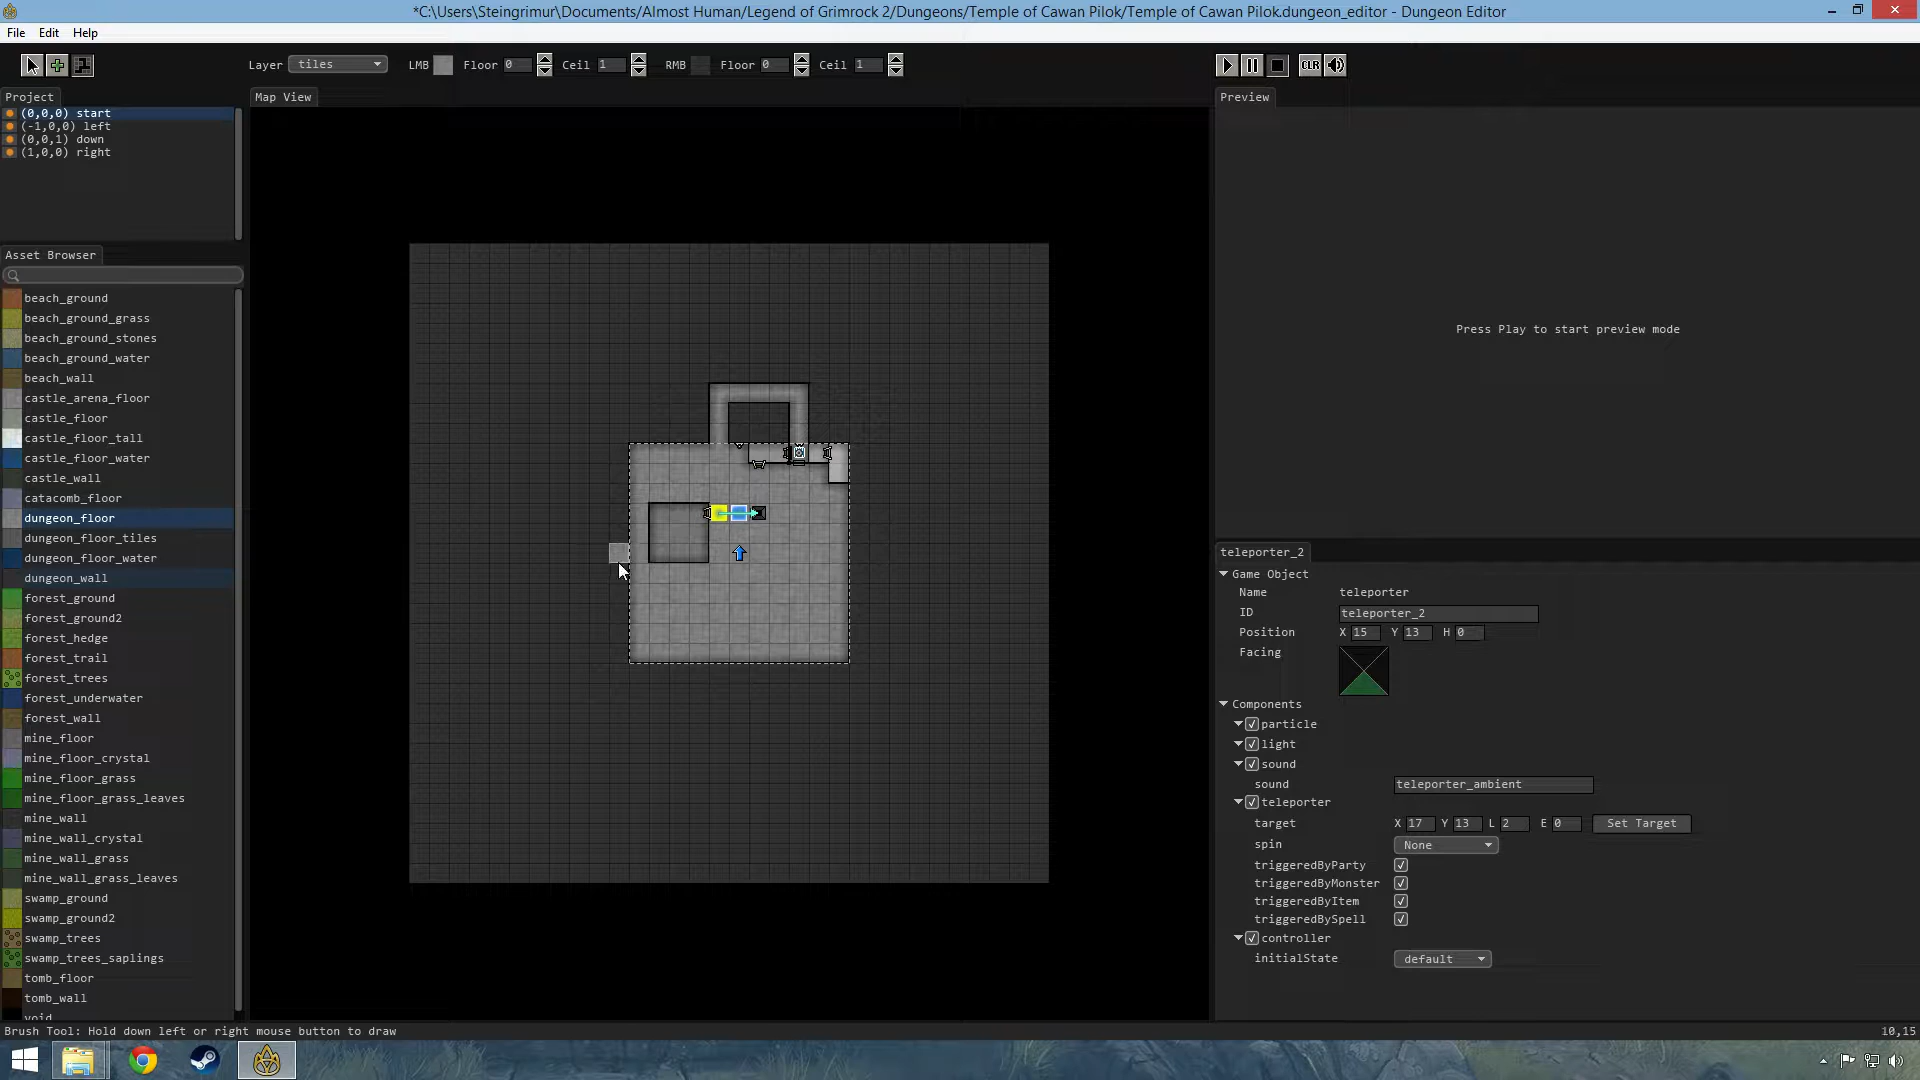 *C:\Users\Steingrimur\Documents/Almost Human/Legend of Grimrock 2/Dungeons/Temple of Cawan Pilok/Temple of Cawan Pilok.dungeon_editor - Dungeon Editor
File Edit Help
Layer tiles LMB Floor 0 Ceil 1 RMB Floor 0 Ceil 1 CLR
Project
(0,0,0) start
(-1,0,0) left
(0,0,1) down
(1,0,0) right
Asset Browser
beach_ground
beach_ground_grass
beach_ground_stones
beach_ground_water
beach_wall
castle_arena_floor
castle_floor
castle_floor_tall
castle_floor_water
castle_wall
catacomb_floor
dungeon_floor
dungeon_floor_tiles
dungeon_floor_water
dungeon_wall
forest_ground
forest_ground2
forest_hedge
forest_trail
forest_trees
forest_underwater
forest_wall
mine_floor
mine_floor_crystal
mine_floor_grass
mine_floor_grass_leaves
mine_wall
mine_wall_crystal
mine_wall_grass
mine_wall_grass_leaves
swamp_ground
swamp_ground2
swamp_trees
swamp_trees_saplings
tomb_floor
tomb_wall
void
Map View
Preview
Press Play to start preview mode
teleporter_2
Game Object
Name teleporter
ID teleporter_2
Position X 15 Y 13 H 0
Facing
Components
particle
light
sound
sound teleporter_ambient
teleporter
target X 17 Y 13 L 2 E 0 Set Target
spin None
triggeredByParty
triggeredByMonster
triggeredByItem
triggeredBySpell
controller
initialState default
Brush Tool: Hold down left or right mouse button to draw
10,15